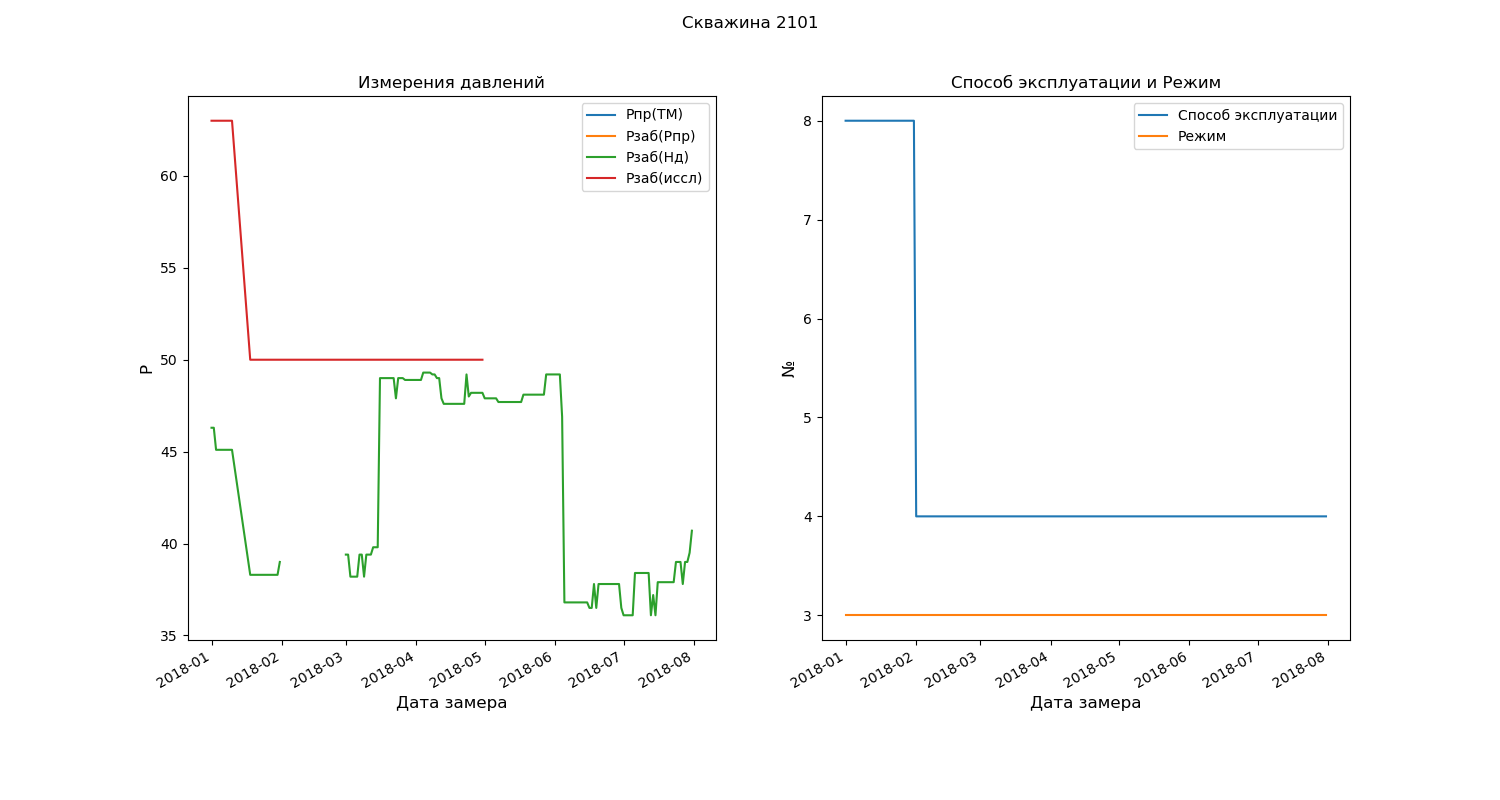 Скважина 2101
Измерения давлений
Рпр(ТМ)
Рзаб(Рпр)
Рзаб(Нд)
Рзаб(иссл)
60
55
50
45
40
35
Р
2018-01
2018-02
2018-03
2018-04
2018-05
2018-06
2018-07
2018-08
Дата замера
Способ эксплуатации и Режим
Способ эксплуатации
Режим
8
7
6
5
4
3
№
2018-01
2018-02
2018-03
2018-04
2018-05
2018-06
2018-07
2018-08
Дата замера